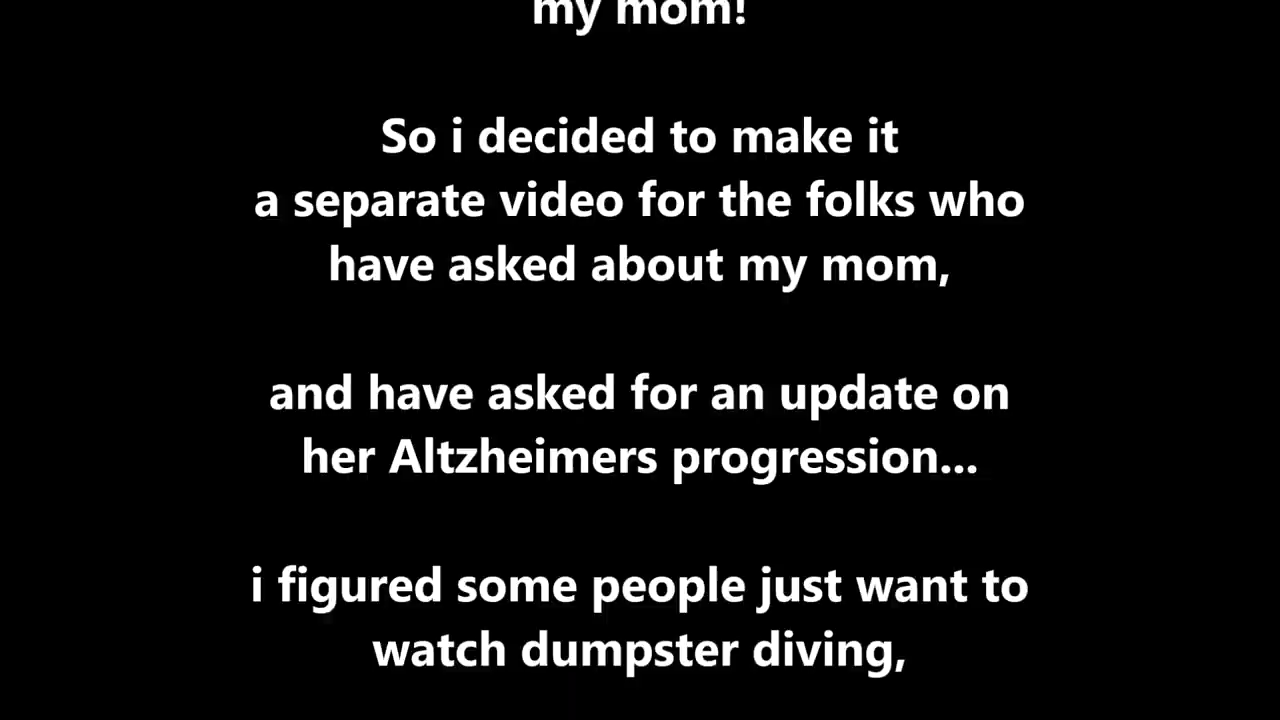 my mom!
So i decided to make it
a separate video for the folks who
have asked about my mom,
and have asked for an update on
her Altzheimers progression...
i figured some people just want to
watch dumpster diving,